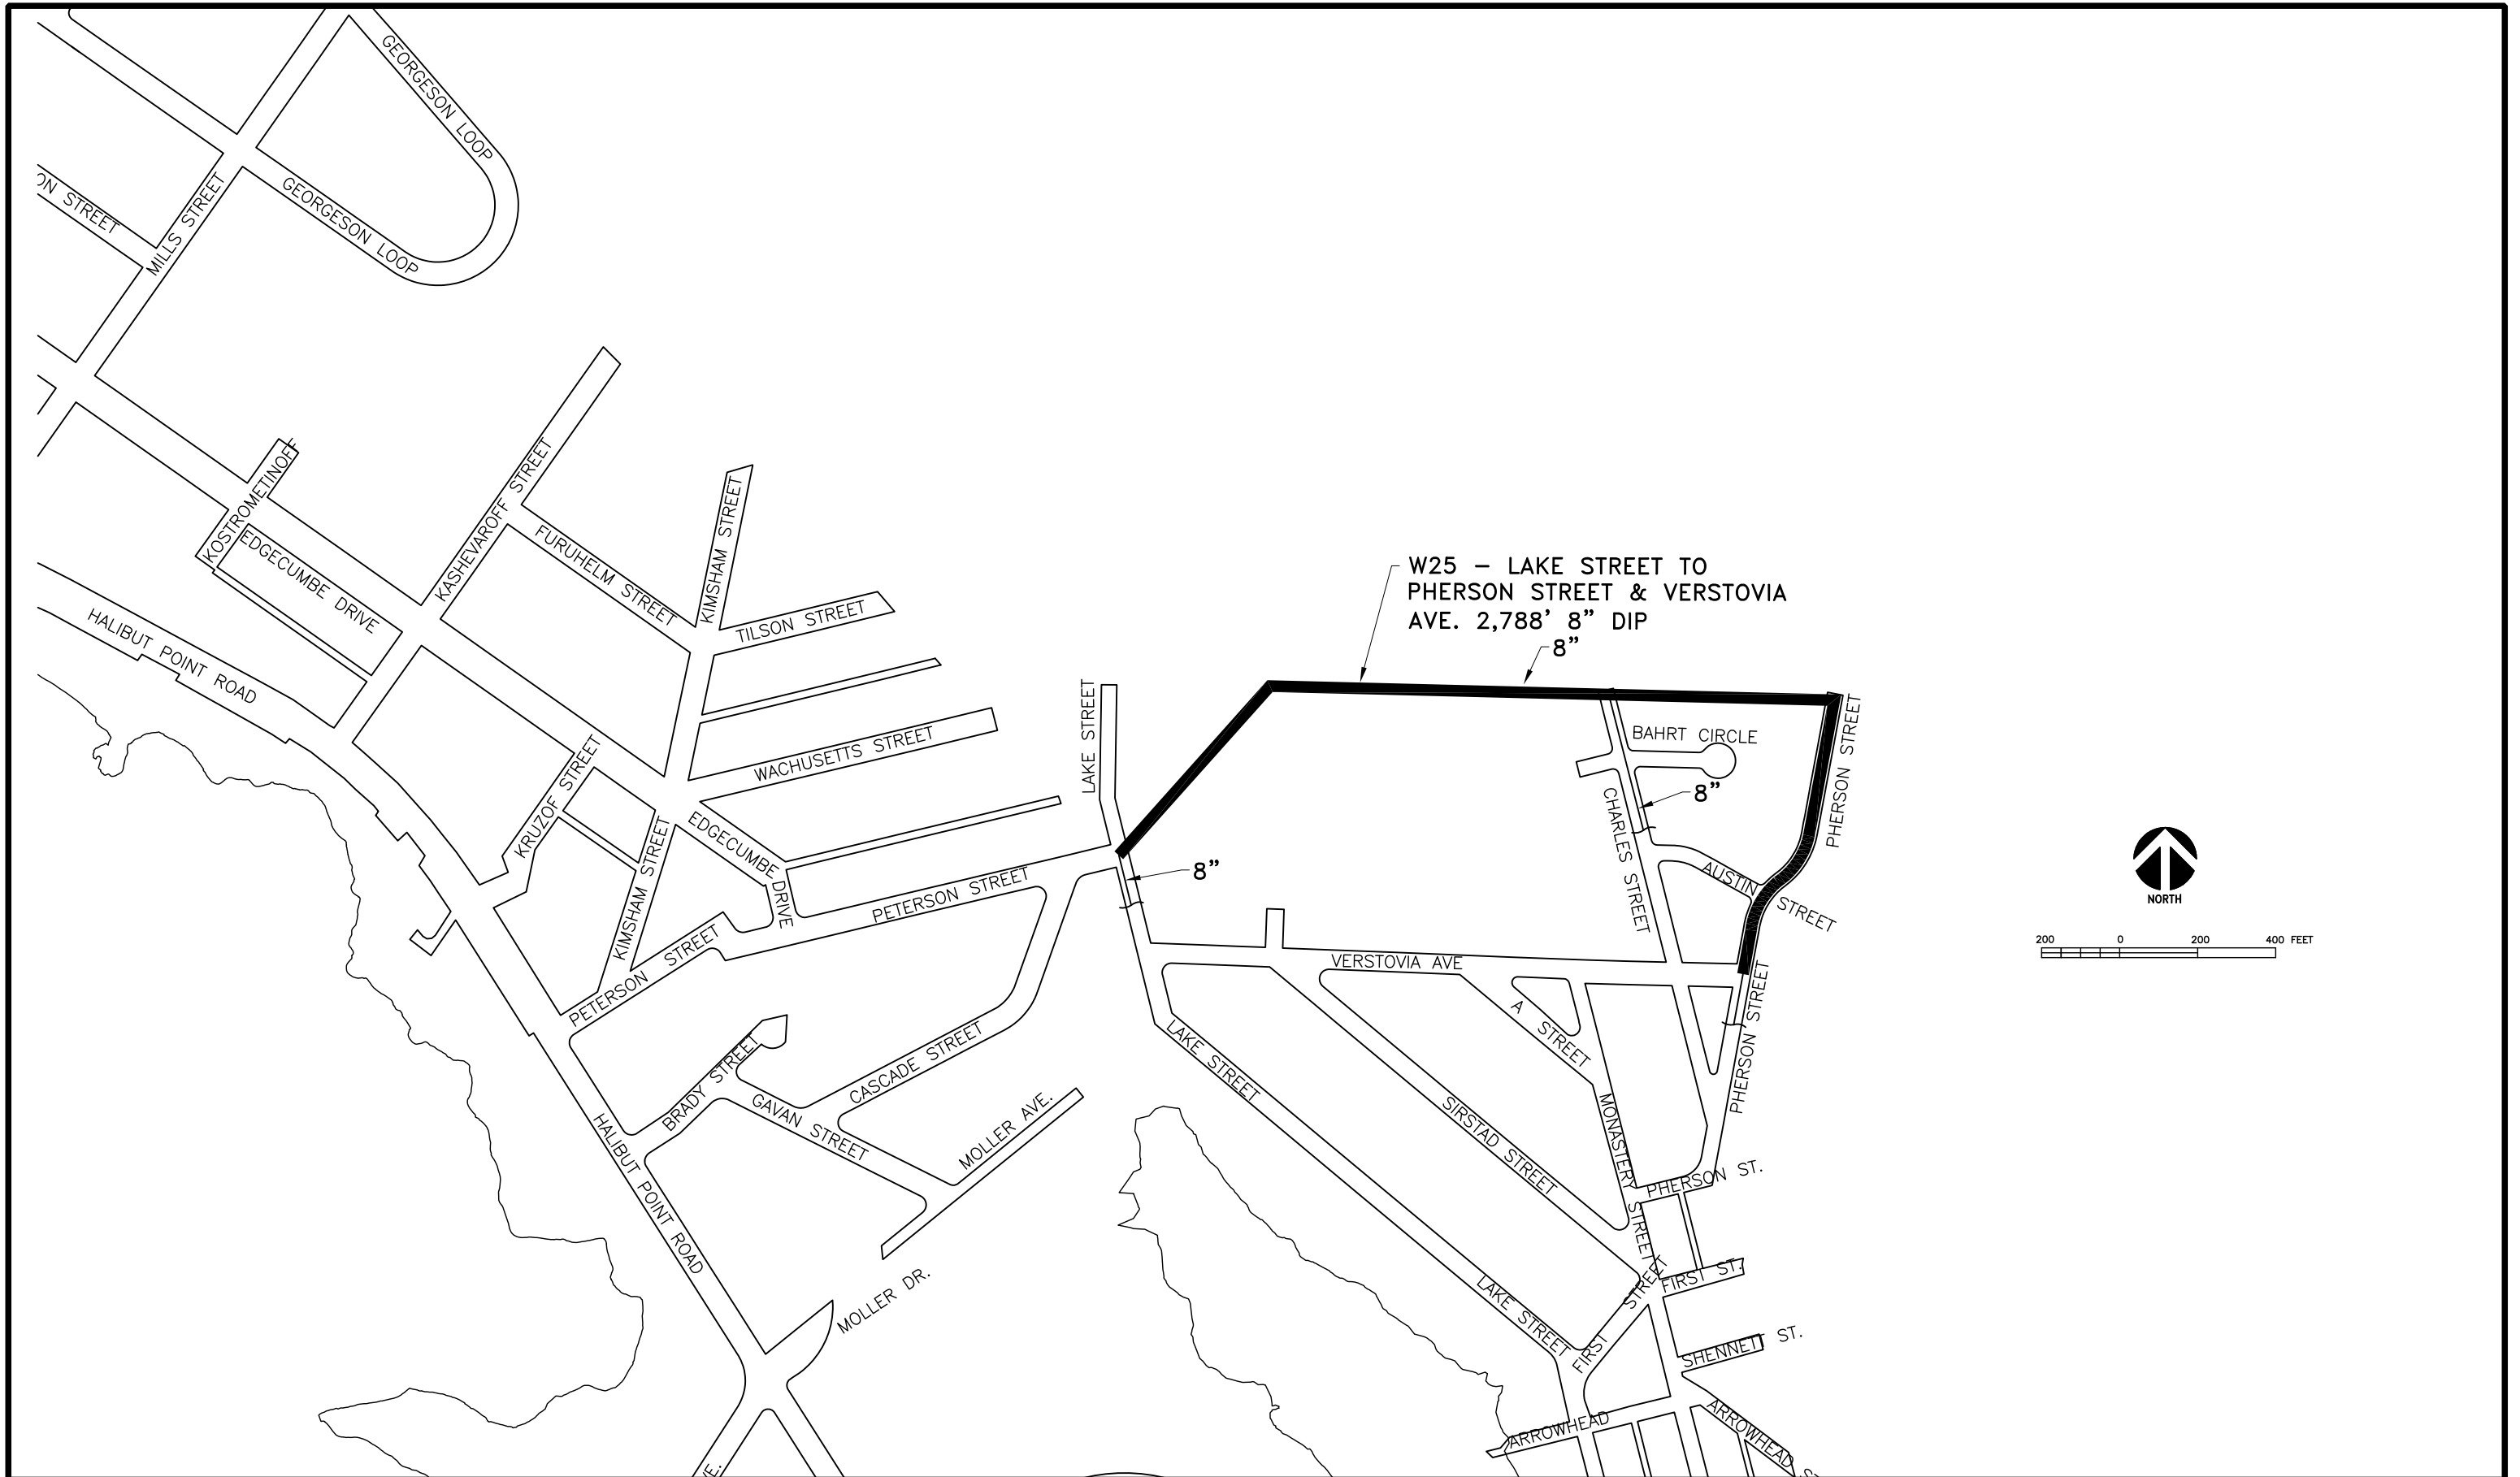 GEORGESON LOOP
GEORGESON LOOP
ON STREET
MILLS STREET
KOSTROMETINOFF
EDGECUMBE DRIVE
KASHEVAROFF STREET
FURUHELM STREET
KIMSHAM STREET
TILSON STREET
HALIBUT POINT ROAD
W25 – LAKE STREET TO
PHERSON STREET & VERSTOVIA
AVE. 2,788' 8" DIP
8"
LAKE STREET
WACHUSETTS STREET
KRUZOF STREET
BAHRT CIRCLE
PHERSON STREET
8"
CHARLES STREET
EDGECUMBE DRIVE
KIMSHAM STREET
8"
PETERSON STREET
AUSTIN STREET
NORTH
200 0 200 400 FEET
PETERSON STREET
VERSTOVIA AVE
A STREET
PHERSON STREET
LAKE STREET
BRADY STREET
CASCADE STREET
GAVAN STREET
MOLLER AVE.
SIRSTAD STREET
MONASTERY STREET
HALIBUT POINT ROAD
PHERSON ST.
FIRST ST.
FIRST STREET
LAKE STREET
MOLLER DR.
SHENNETT ST.
ARROWHEAD
ARROWHEAD S
VE.